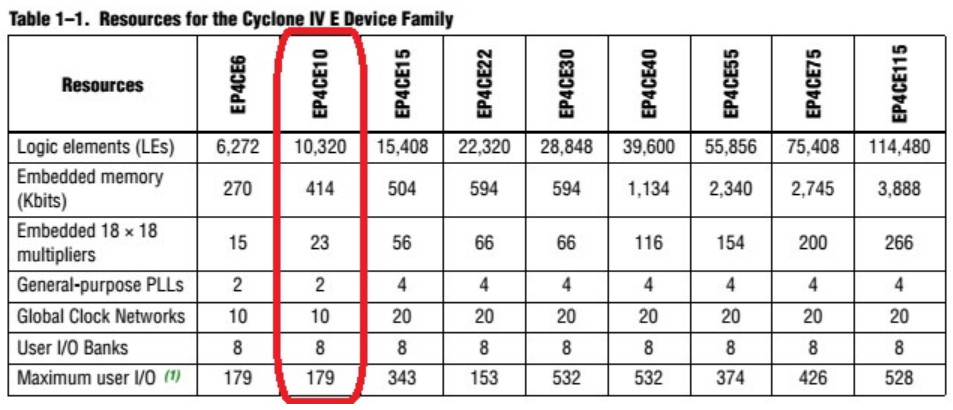 Table 1–1. Resources for the Cyclone IV E Device Family
Resources EP4CE6 EP4CE10 EP4CE15 EP4CE22 EP4CE30 EP4CE40 EP4CE55 EP4CE75 EP4CE115
Logic elements (LEs) 6,272 10,320 15,408 22,320 28,848 39,600 55,856 75,408 114,480
Embedded memory
(Kbits) 270 414 504 594 594 1,134 2,340 2,745 3,888
Embedded 18 × 18
multipliers 15 23 56 66 66 116 154 200 266
General-purpose PLLs 2 2 4 4 4 4 4 4 4
Global Clock Networks 10 10 20 20 20 20 20 20 20
User I/O Banks 8 8 8 8 8 8 8 8 8
Maximum user I/O (1) 179 179 343 153 532 532 374 426 528